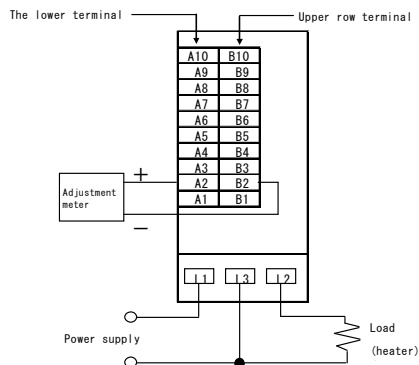 The lower terminal
Upper row terminal
A10 B10
A9 B9
A8 B8
A7 B7
A6 B6
A5 B5
A4 B4
A3 B3
A2 B2
A1 B1
+
Adjustment
meter
−
L1 L3 L2
Power supply
Load
(heater)